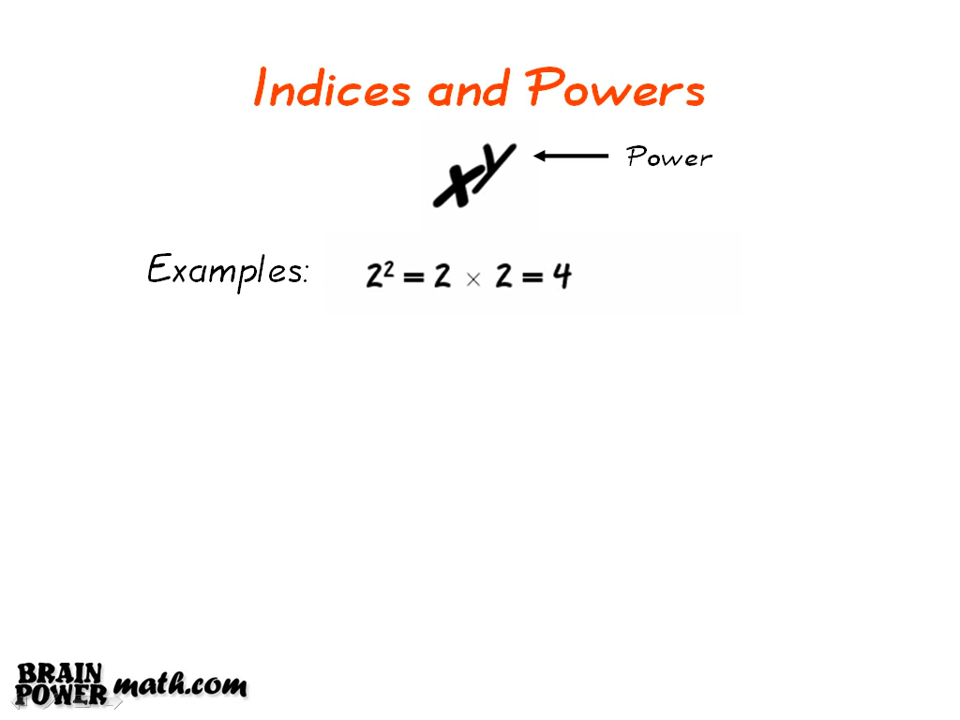 Indices and Powers
xʸ
Power
Examples: 2² = 2 × 2 = 4
BRAIN
POWER math.com